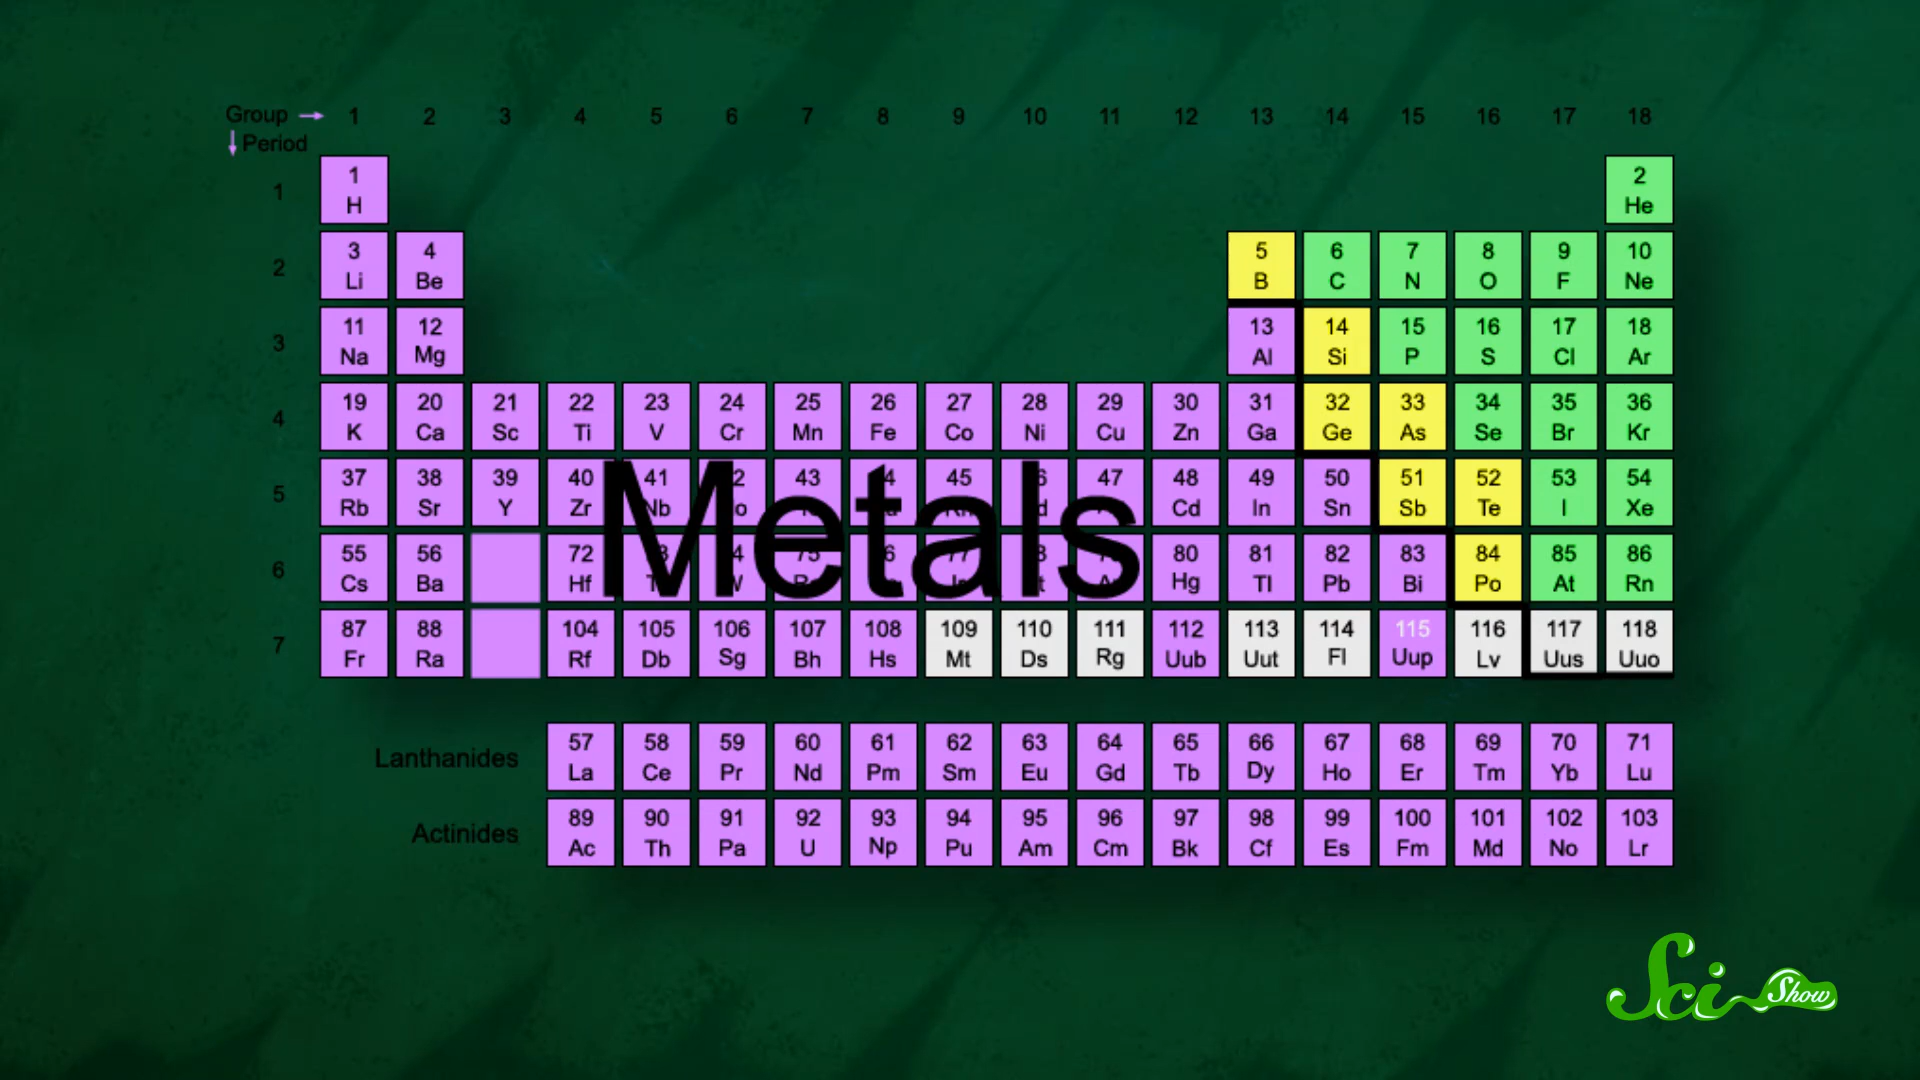 Group → 1 2 3 4 5 6 7 8 9 10 11 12 13 14 15 16 17 18
↓ Period
1 2
1 H He
3 4 5 6 7 8 9 10
2 Li Be B C N O F Ne
11 12 13 14 15 16 17 18
3 Na Mg Al Si P S Cl Ar
19 20 21 22 23 24 25 26 27 28 29 30 31 32 33 34 35 36
4 K Ca Sc Ti V Cr Mn Fe Co Ni Cu Zn Ga Ge As Se Br Kr
37 38 39 40 41 43 45 47 48 49 50 51 52 53 54
5 Rb Sr Y Zr Nb Cd In Sn Sb Te I Xe
Metals
55 56 72 80 81 82 83 84 85 86
6 Cs Ba Hf Hg Tl Pb Bi Po At Rn
87 88 104 105 106 107 108 109 110 111 112 113 114 115 116 117 118
7 Fr Ra Rf Db Sg Bh Hs Mt Ds Rg Uub Uut Fl Uup Lv Uus Uuo
57 58 59 60 61 62 63 64 65 66 67 68 69 70 71
Lanthanides La Ce Pr Nd Pm Sm Eu Gd Tb Dy Ho Er Tm Yb Lu
89 90 91 92 93 94 95 96 97 98 99 100 101 102 103
Actinides Ac Th Pa U Np Pu Am Cm Bk Cf Es Fm Md No Lr
Sci Show